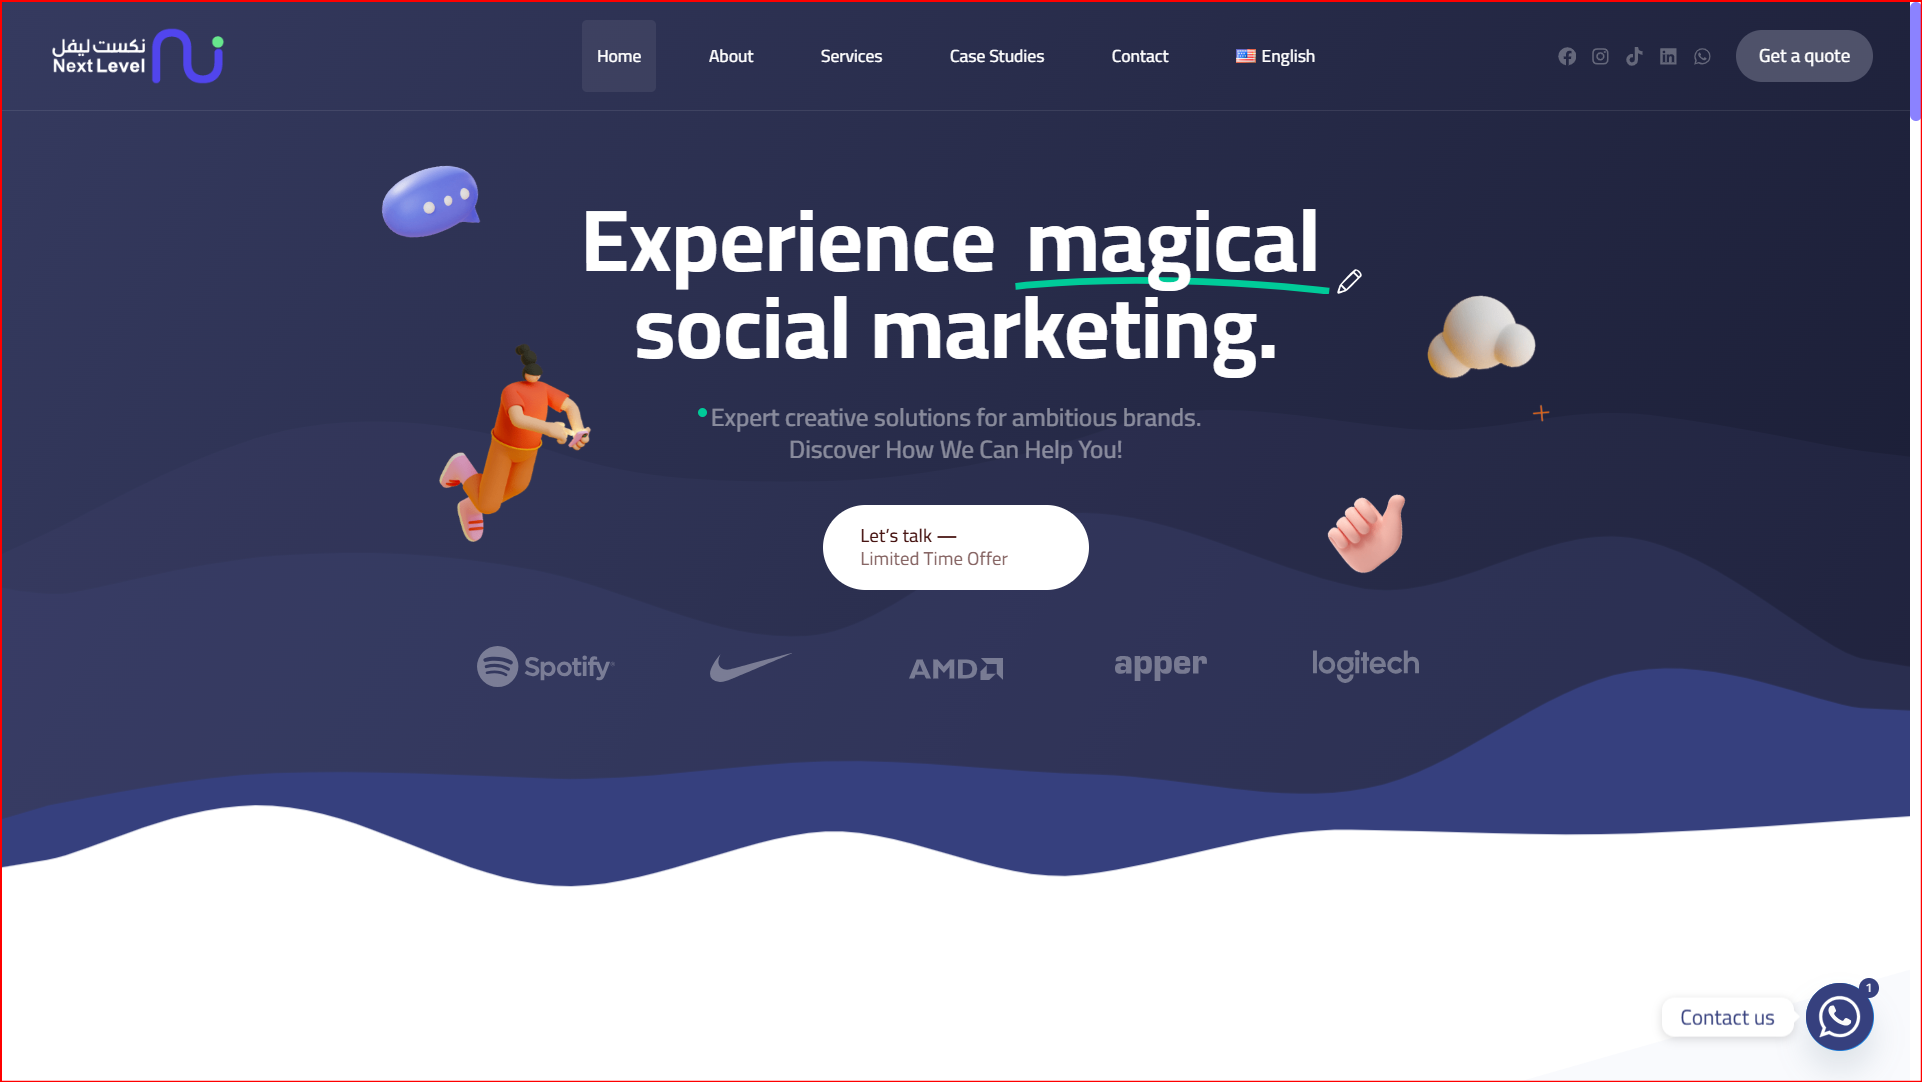 نكست ليفل
Next Level
Home
About
Services
Case Studies
Contact
English
Get a quote
Experience magical
social marketing.
Expert creative solutions for ambitious brands.
Discover How We Can Help You!
Let's talk —
Limited Time Offer
Spotify
AMD
apper
logitech
Contact us
1